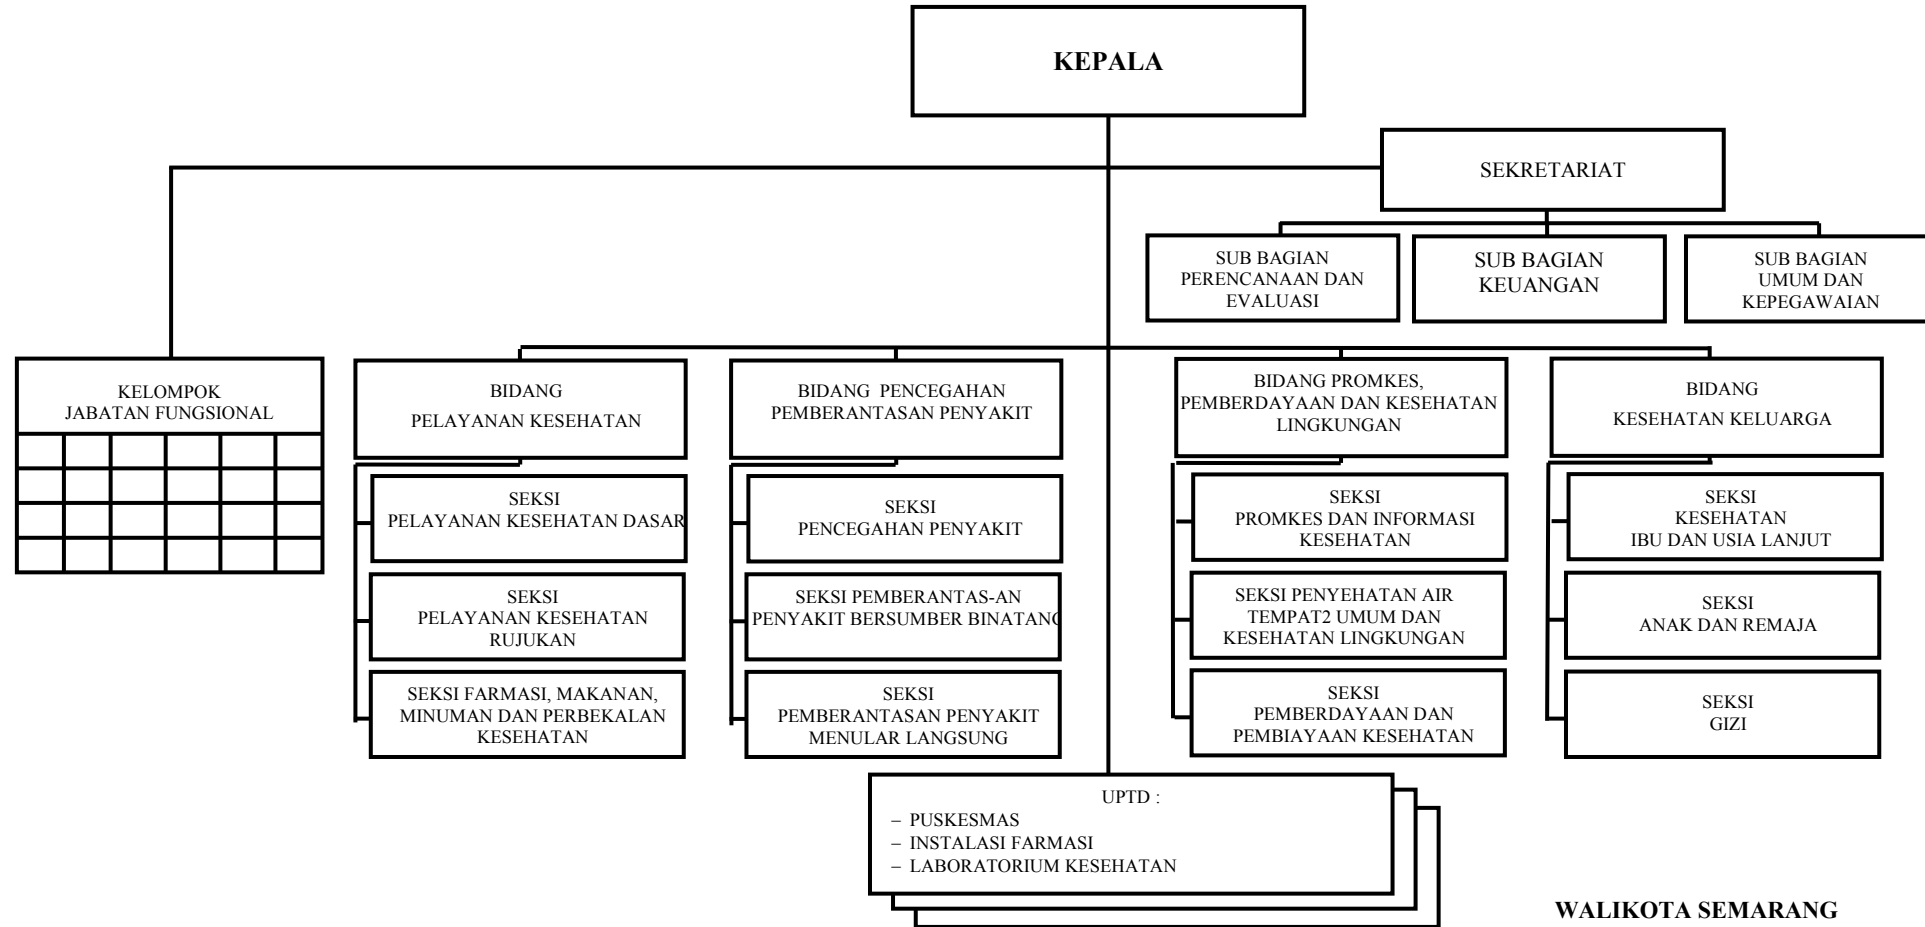 KEPALA
SEKRETARIAT
SUB BAGIAN
PERENCANAAN DAN
EVALUASI
SUB BAGIAN
KEUANGAN
SUB BAGIAN
UMUM DAN
KEPEGAWAIAN
KELOMPOK
JABATAN FUNGSIONAL
BIDANG
PELAYANAN KESEHATAN
BIDANG PENCEGAHAN
PEMBERANTASAN PENYAKIT
BIDANG PROMKES,
PEMBERDAYAAN DAN KESEHATAN
LINGKUNGAN
BIDANG
KESEHATAN KELUARGA
SEKSI
PELAYANAN KESEHATAN DASAR
SEKSI
PENCEGAHAN PENYAKIT
SEKSI
PROMKES DAN INFORMASI
KESEHATAN
SEKSI
KESEHATAN
IBU DAN USIA LANJUT
SEKSI
PELAYANAN KESEHATAN
RUJUKAN
SEKSI PEMBERANTAS-AN
PENYAKIT BERSUMBER BINATANG
SEKSI PENYEHATAN AIR
TEMPAT2 UMUM DAN
KESEHATAN LINGKUNGAN
SEKSI
ANAK DAN REMAJA
SEKSI FARMASI, MAKANAN,
MINUMAN DAN PERBEKALAN
KESEHATAN
SEKSI
PEMBERANTASAN PENYAKIT
MENULAR LANGSUNG
SEKSI
PEMBERDAYAAN DAN
PEMBIAYAAN KESEHATAN
SEKSI
GIZI
UPTD :
– PUSKESMAS
– INSTALASI FARMASI
– LABORATORIUM KESEHATAN
WALIKOTA SEMARANG